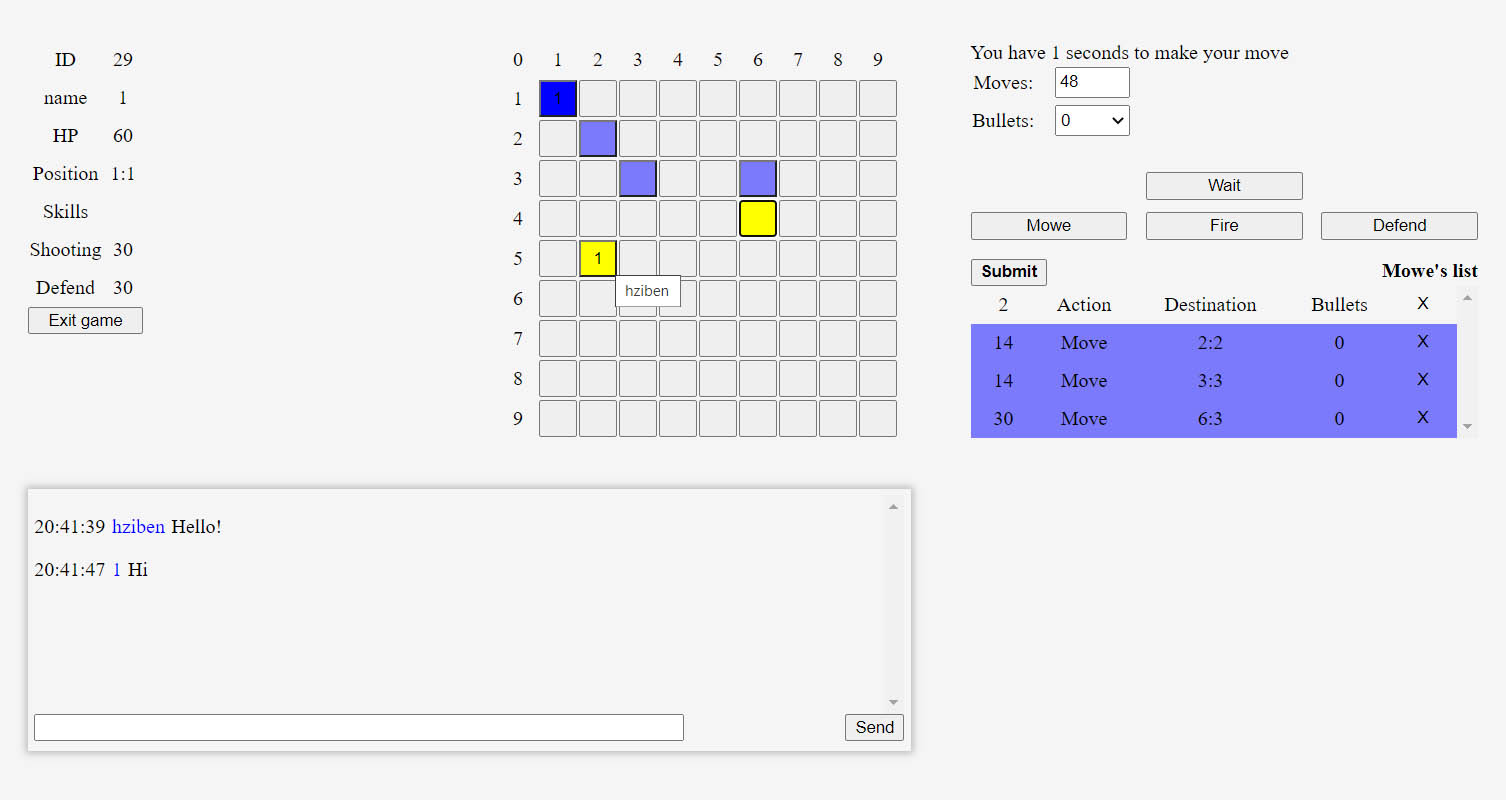 ID 29
name 1
HP 60
Position 1:1
Skills
Shooting 30
Defend 30
Exit game
0 1 2 3 4 5 6 7 8 9
1 1
2
3
4
5 1
hziben
6
7
8
9
You have 1 seconds to make your move
Moves: 48
Bullets: 0
Wait
Mowe Fire Defend
Submit Mowe's list
2 Action Destination Bullets X
14 Move 2:2 0 X
14 Move 3:3 0 X
30 Move 6:3 0 X
20:41:39 hziben Hello!
20:41:47 1 Hi
Send